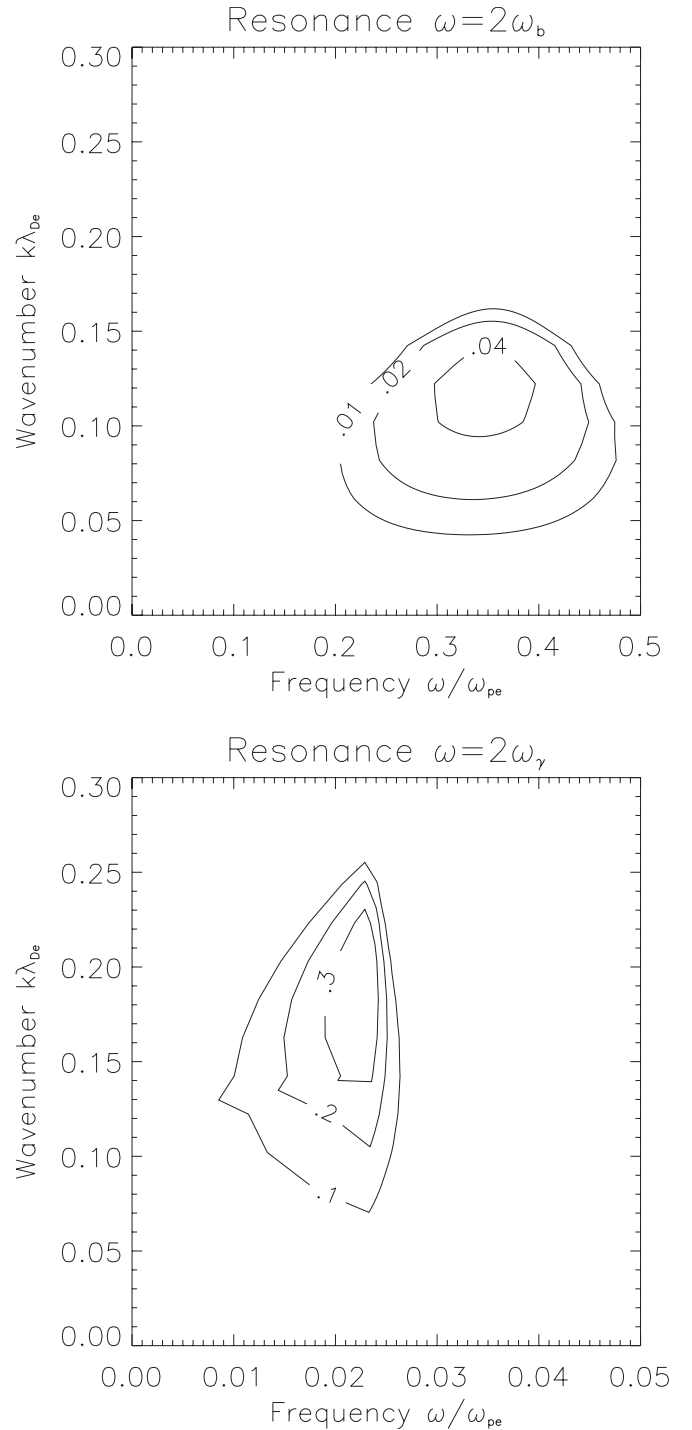 Resonance ω=2ω_b
0.30
0.25
0.20
0.15
0.10
0.05
0.00
Wavenumber kλ_De
.01
.02
.04
0.0 0.1 0.2 0.3 0.4 0.5
Frequency ω/ω_pe
Resonance ω=2ω_γ
0.30
0.25
0.20
0.15
0.10
0.05
0.00
Wavenumber kλ_De
.3
.2
.1
0.00 0.01 0.02 0.03 0.04 0.05
Frequency ω/ω_pe